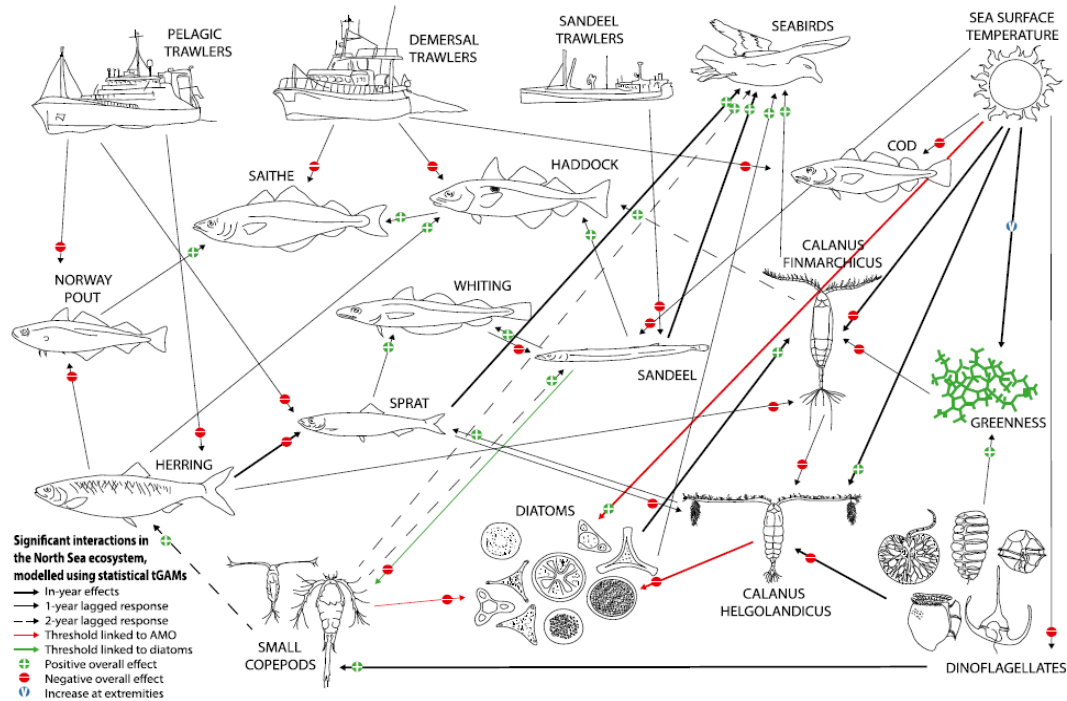 PELAGIC
TRAWLERS
DEMERSAL
TRAWLERS
SANDEEL
TRAWLERS
SEABIRDS
SEA SURFACE
TEMPERATURE
COD
SAITHE
HADDOCK
CALANUS
FINMARCHICUS
NORWAY
POUT
WHITING
SANDEEL
SPRAT
GREENNESS
HERRING
DIATOMS
CALANUS
HELGOLANDICUS
SMALL
COPEPODS
DINOFLAGELLATES
Significant interactions in
the North Sea ecosystem,
modelled using statistical tGAMs
In-year effects
1-year lagged response
2-year lagged response
Threshold linked to AMO
Threshold linked to diatoms
Positive overall effect
Negative overall effect
Increase at extremities